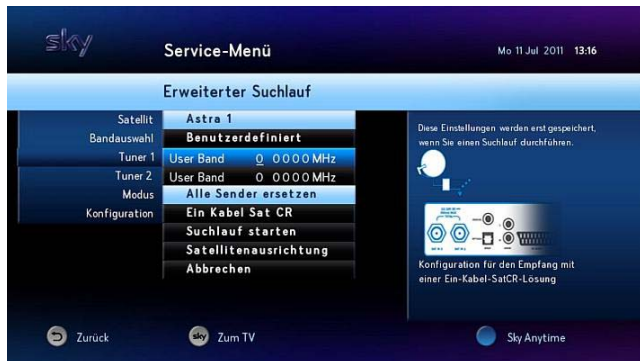 sky
Service-Menü
Mo 11 Jul 2011 13:16
Erweiterter Suchlauf
Satellit Astra 1
Bandauswahl Benutzerdefiniert
Tuner 1 User Band 0 0000 MHz
Tuner 2 User Band 0 0000 MHz
Modus Alle Sender ersetzen
Konfiguration Ein Kabel Sat CR
Suchlauf starten
Satellitenausrichtung
Abbrechen
Diese Einstellungen werden erst gespeichert,
wenn Sie einen Suchlauf durchführen.
Konfiguration für den Empfang mit
einer Ein-Kabel-SatCR-Lösung
Zurück
sky Zum TV
Sky Anytime